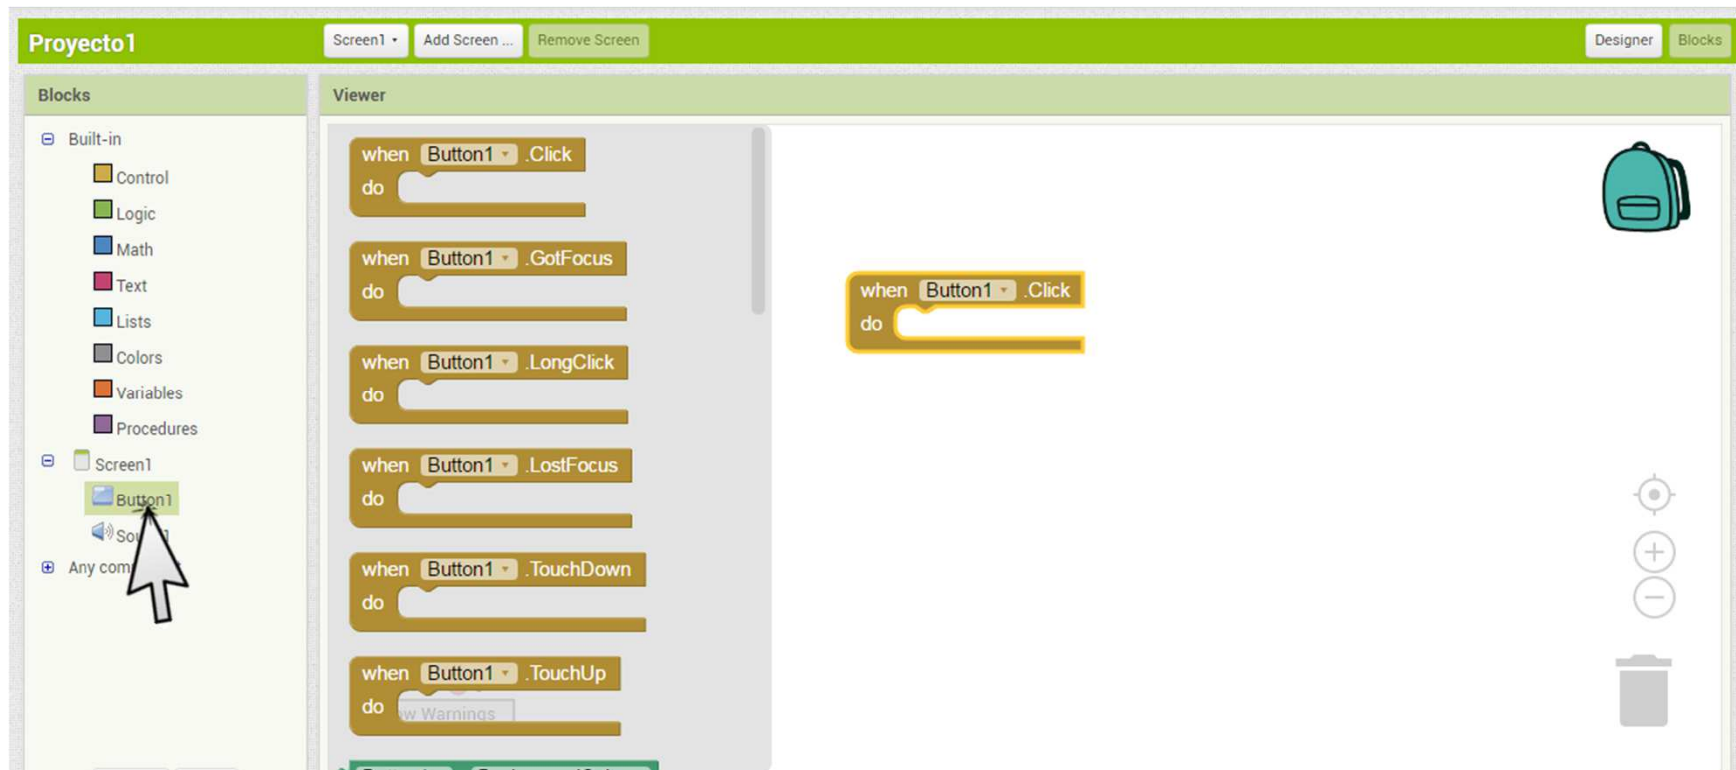 Proyecto1
Screen1
Add Screen ...
Remove Screen
Designer
Blocks
Blocks
Viewer
Built-in
Control
Logic
Math
Text
Lists
Colors
Variables
Procedures
Screen1
Button1
Any
when Button1 .Click
do
when Button1 .GotFocus
do
when Button1 .LongClick
do
when Button1 .LostFocus
do
when Button1 .TouchDown
do
when Button1 .TouchUp
do
Warnings
when Button1 .Click
do